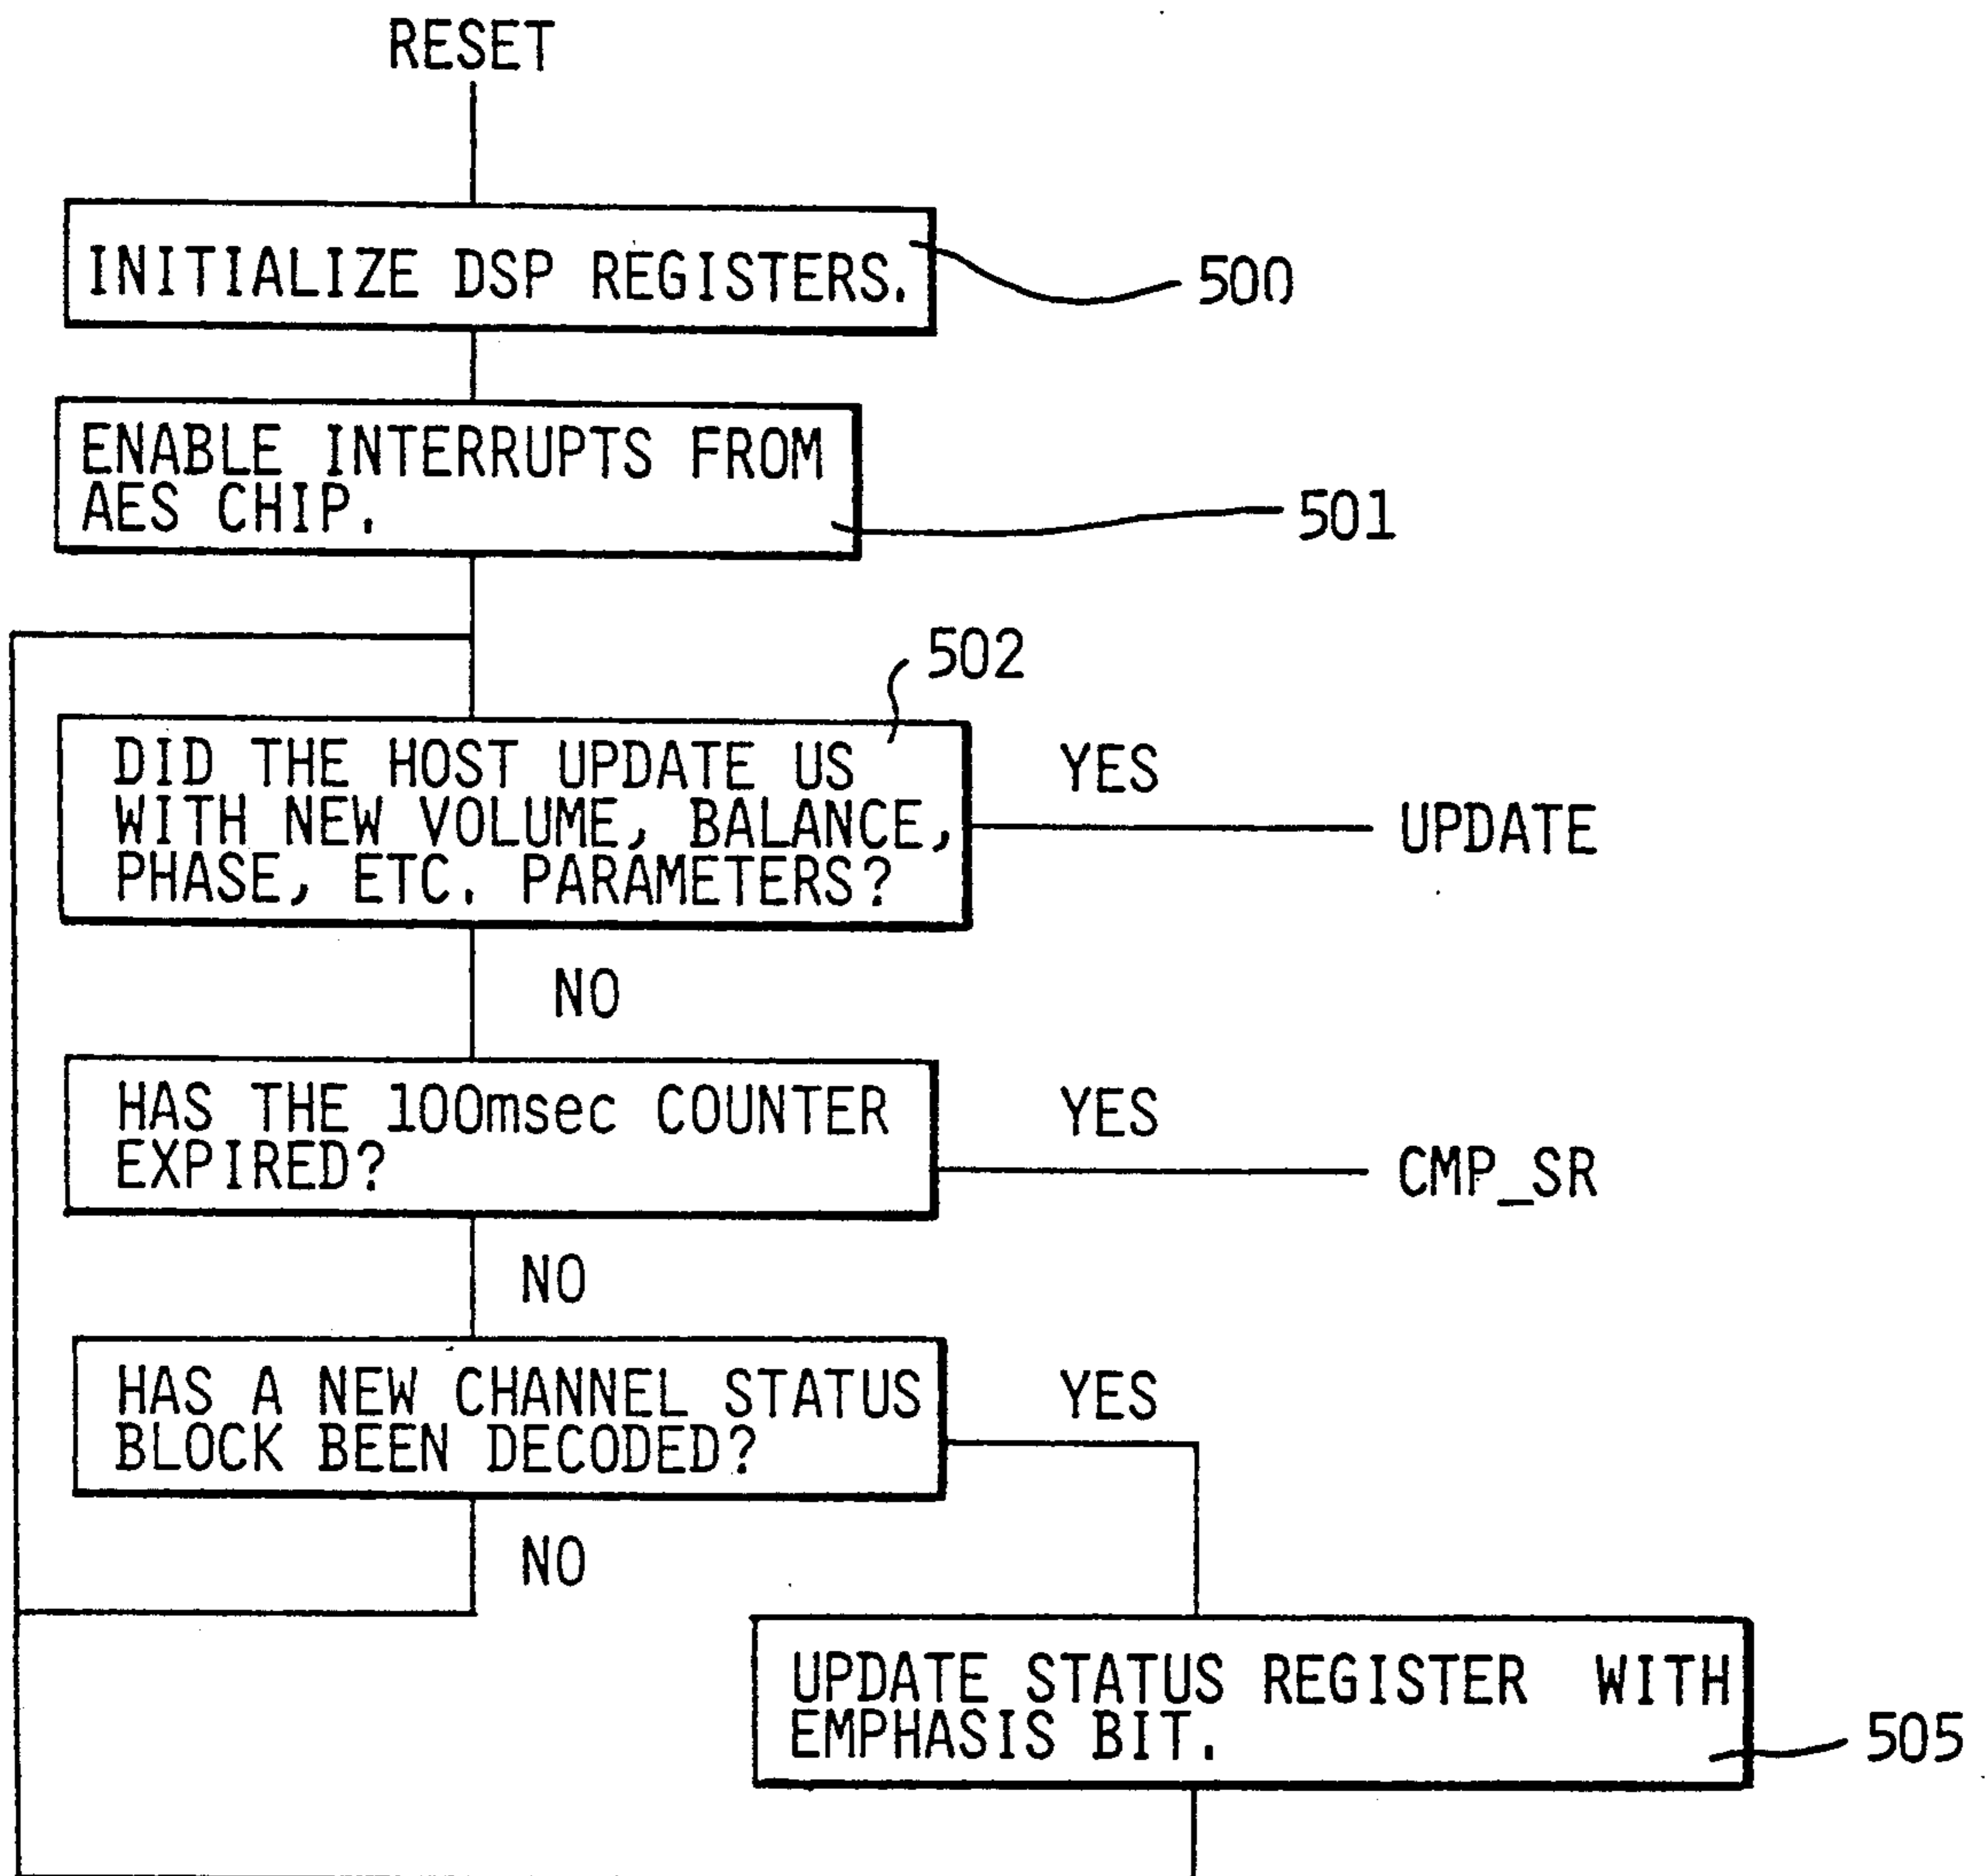 RESET
INITIALIZE DSP REGISTERS.
500
ENABLE INTERRUPTS FROM
AES CHIP.
501
502
DID THE HOST UPDATE US
WITH NEW VOLUME, BALANCE,
PHASE, ETC. PARAMETERS?
YES
UPDATE
NO
HAS THE 100msec COUNTER
EXPIRED?
YES
CMP_SR
NO
HAS A NEW CHANNEL STATUS
BLOCK BEEN DECODED?
YES
NO
UPDATE STATUS REGISTER WITH
EMPHASIS BIT.
505